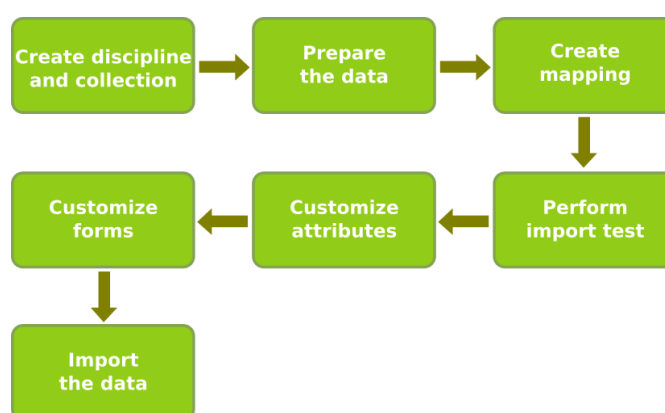 Create discipline
and collection
Prepare
the data
Create
mapping
Perform
import test
Customize
attributes
Customize
forms
Import
the data